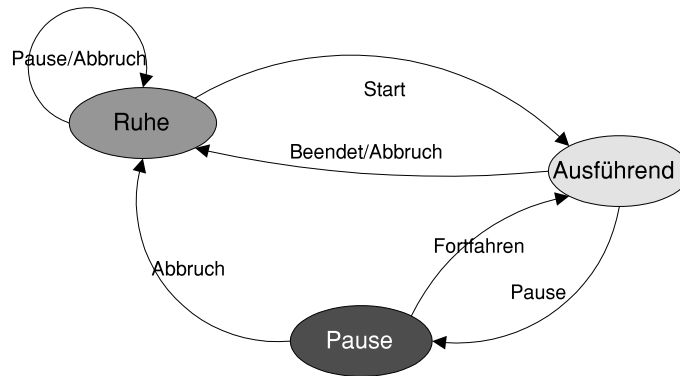 Pause/Abbruch
Start
Ruhe
Beendet/Abbruch
Ausführend
Fortfahren
Abbruch
Pause
Pause